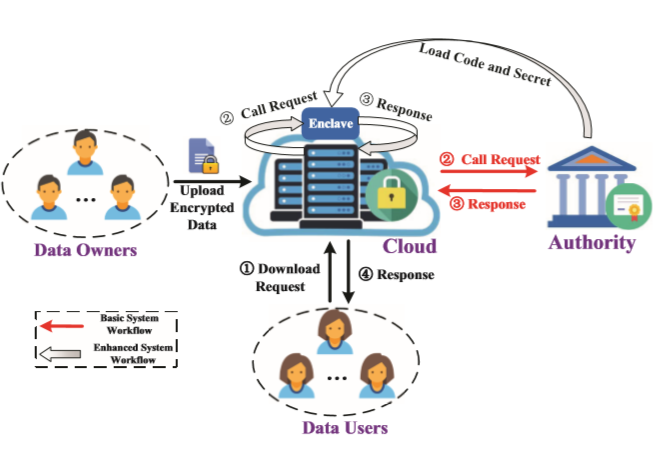 Load Code and Secret
② Call Request
③ Response
Enclave
② Call Request
③ Response
Upload
Encrypted
Data
Data Owners
Cloud
Authority
① Download
Request
④ Response
Basic System
Workflow
Enhanced System
Workflow
...
...
Data Users